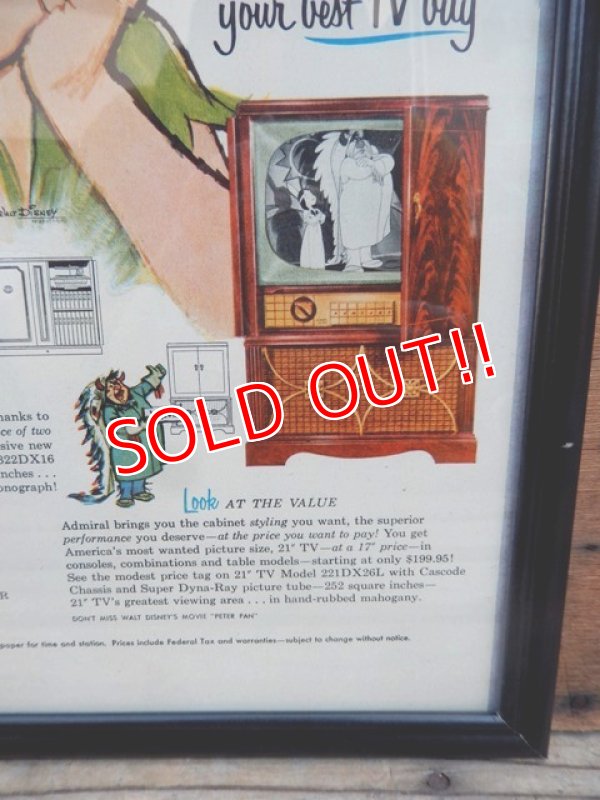 your best TV buy
Walt Disney
hanks to
ce of two
sive new
322DX16
nches...
onograph!
SOLD OUT!!
Look AT THE VALUE
Admiral brings you the cabinet styling you want, the superior
performance you deserve—at the price you want to pay! You get
America's most wanted picture size, 21" TV—at a 17" price—in
consoles, combinations and table models—starting at only $199.95!
See the modest price tag on 21" TV Model 221DX26L with Cascode
Chassis and Super Dyna-Ray picture tube—252 square inches—
21" TV's greatest viewing area . . . in hand-rubbed mahogany.
DON'T MISS WALT DISNEY'S MOVIE "PETER PAN"
R
paper for time and station. Prices include Federal Tax and warranties—subject to change without notice.